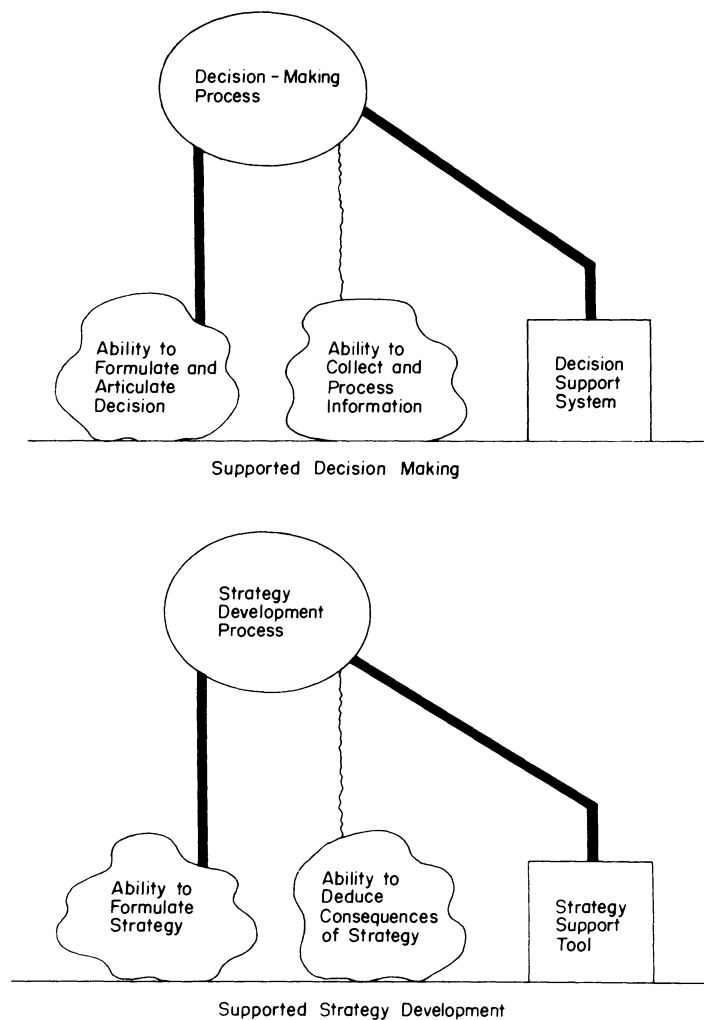 Decision - Making
Process
Ability to
Formulate and
Articulate
Decision
Ability to
Collect and
Process
Information
Decision
Support
System
Supported Decision Making
Strategy
Development
Process
Ability to
Formulate
Strategy
Ability to
Deduce
Consequences
of Strategy
Strategy
Support
Tool
Supported Strategy Development